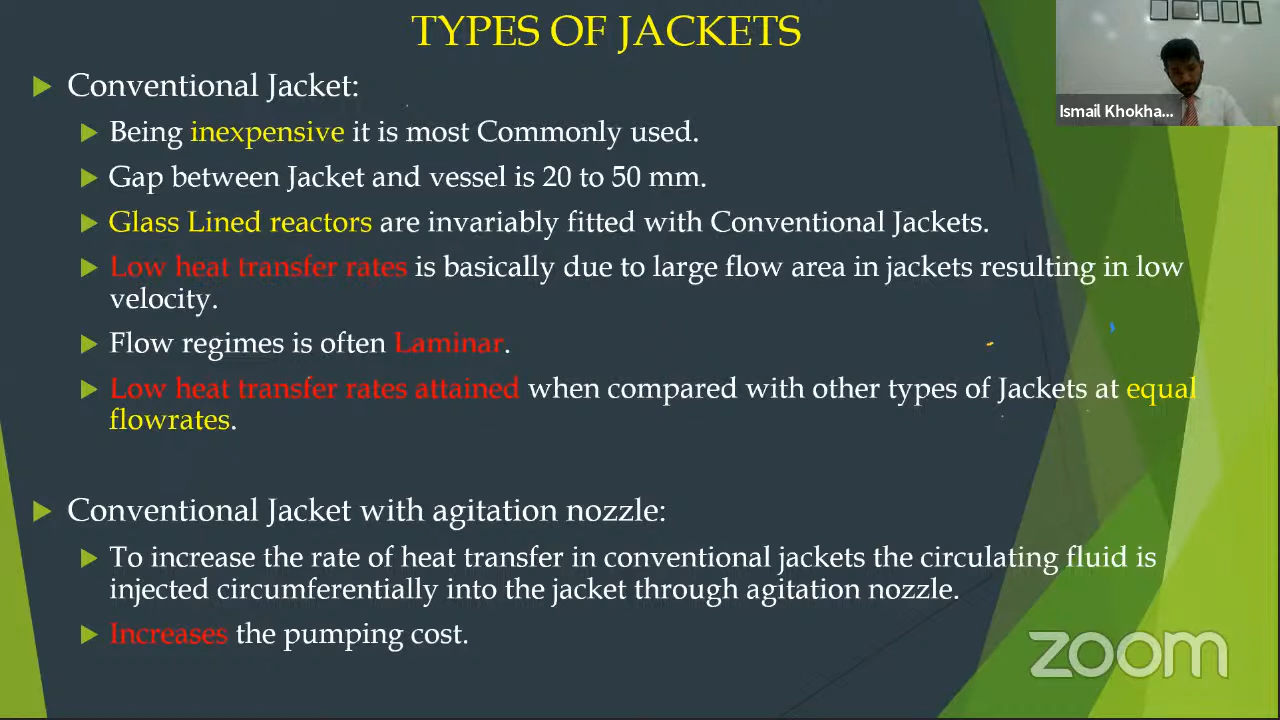 TYPES OF JACKETS
Conventional Jacket:
Being inexpensive it is most Commonly used.
Gap between Jacket and vessel is 20 to 50 mm.
Glass Lined reactors are invariably fitted with Conventional Jackets.
Low heat transfer rates is basically due to large flow area in jackets resulting in low
velocity.
Flow regimes is often Laminar.
Low heat transfer rates attained when compared with other types of Jackets at equal
flowrates.
Conventional Jacket with agitation nozzle:
To increase the rate of heat transfer in conventional jackets the circulating fluid is
injected circumferentially into the jacket through agitation nozzle.
Increases the pumping cost.
Ismail Khokha...
zoom